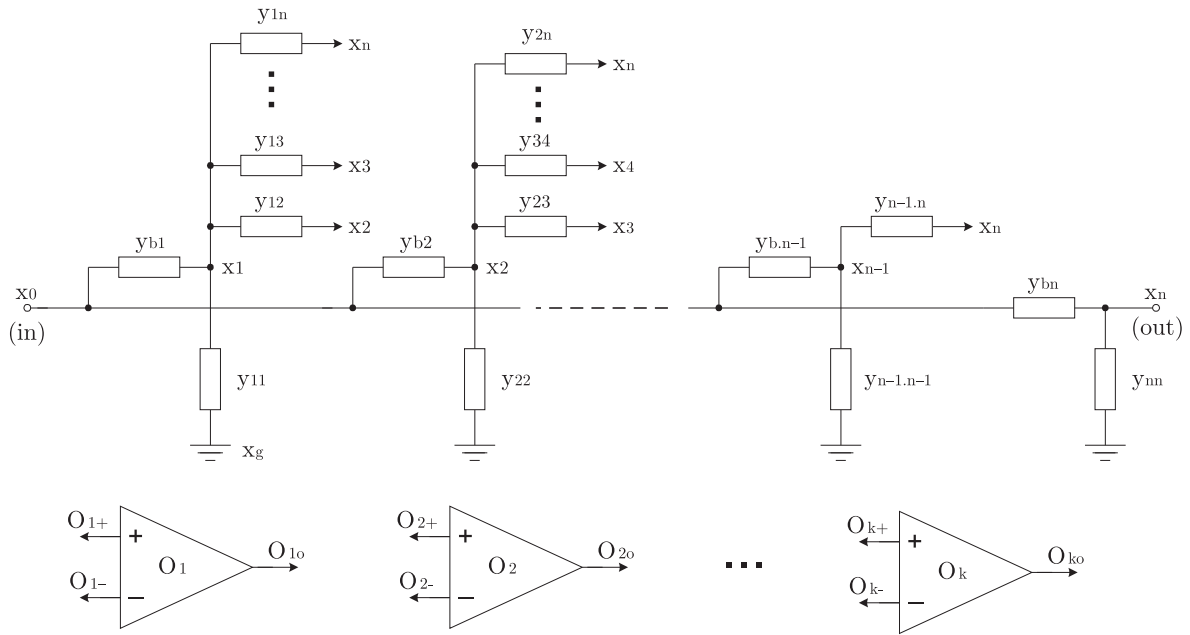 y1n
xn
y2n
xn
y13
x3
y34
x4
y12
x2
y23
x3
yn−1.n
xn
yb1
x1
yb2
x2
yb.n−1
xn−1
x0
(in)
ybn
xn
(out)
y11
y22
yn−1.n−1
ynn
xg
O1+
+
O1
O1o
O1-
−
O2+
+
O2
O2o
O2-
−
Ok+
+
Ok
Oko
Ok-
−